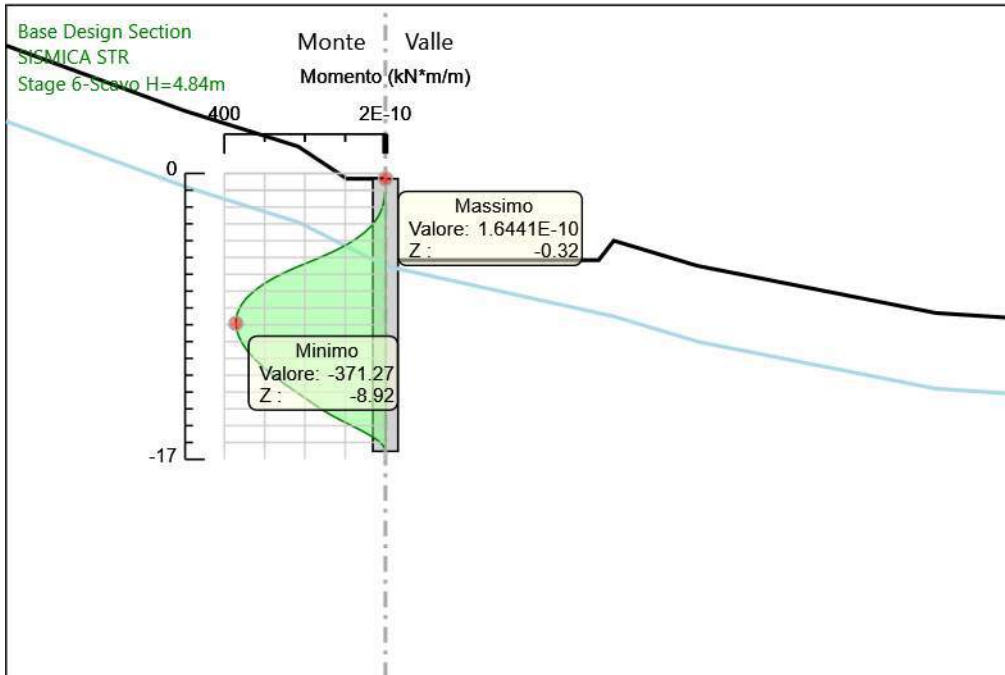 Base Design Section
SISMICA STR
Stage 6-Scavo H=4.84m
Monte Valle
Momento (kN*m/m)
400 2E-10
0
Massimo
Valore: 1.6441E-10
Z : -0.32
Minimo
Valore: -371.27
Z : -8.92
-17